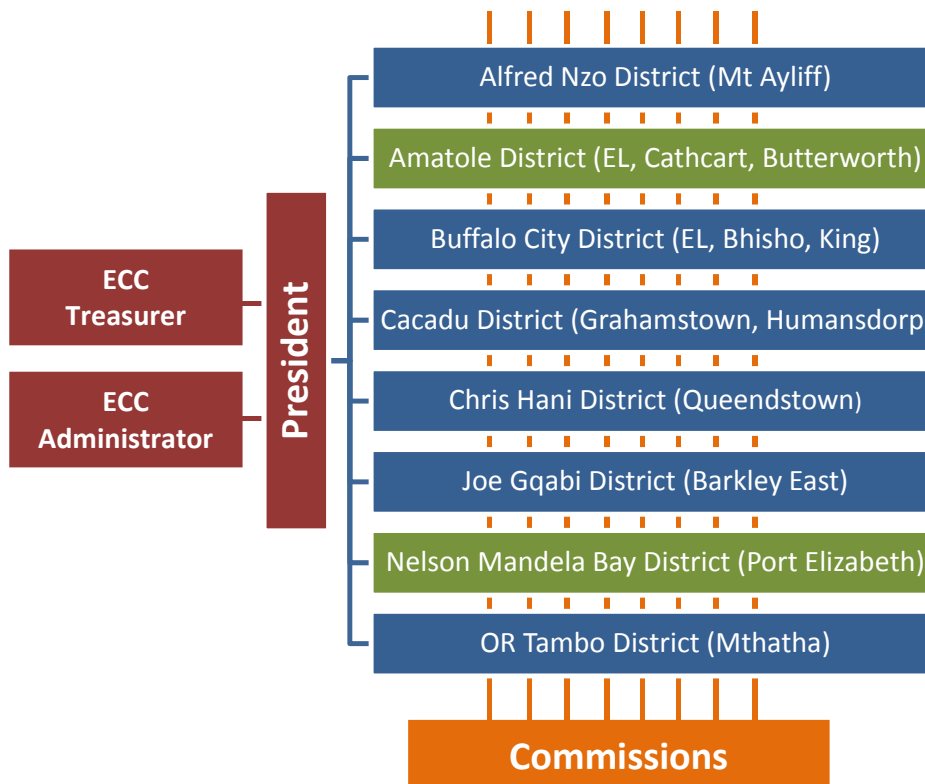 Alfred Nzo District (Mt Ayliff)
Amatole District (EL, Cathcart, Butterworth)
Buffalo City District (EL, Bhisho, King)
ECC
Treasurer
President
Cacadu District (Grahamstown, Humansdorp
ECC
Administrator
Chris Hani District (Queendstown)
Joe Gqabi District (Barkley East)
Nelson Mandela Bay District (Port Elizabeth)
OR Tambo District (Mthatha)
Commissions